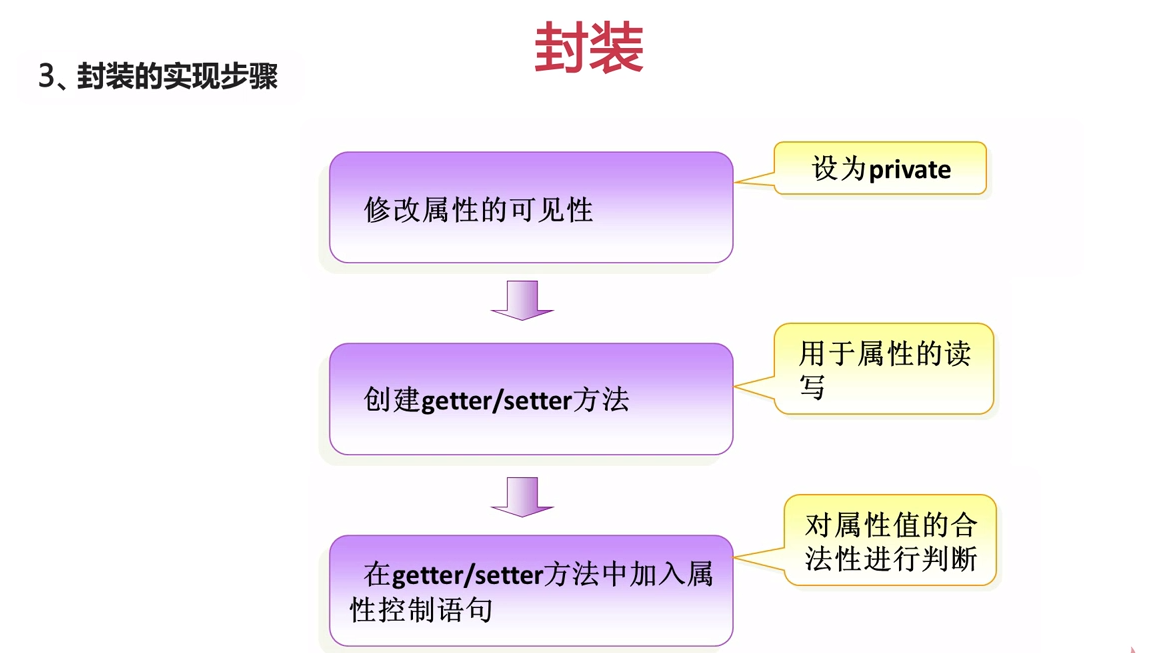 封装
3、封装的实现步骤
设为private
修改属性的可见性
用于属性的读
写
创建getter/setter方法
对属性值的合
法性进行判断
在getter/setter方法中加入属
性控制语句